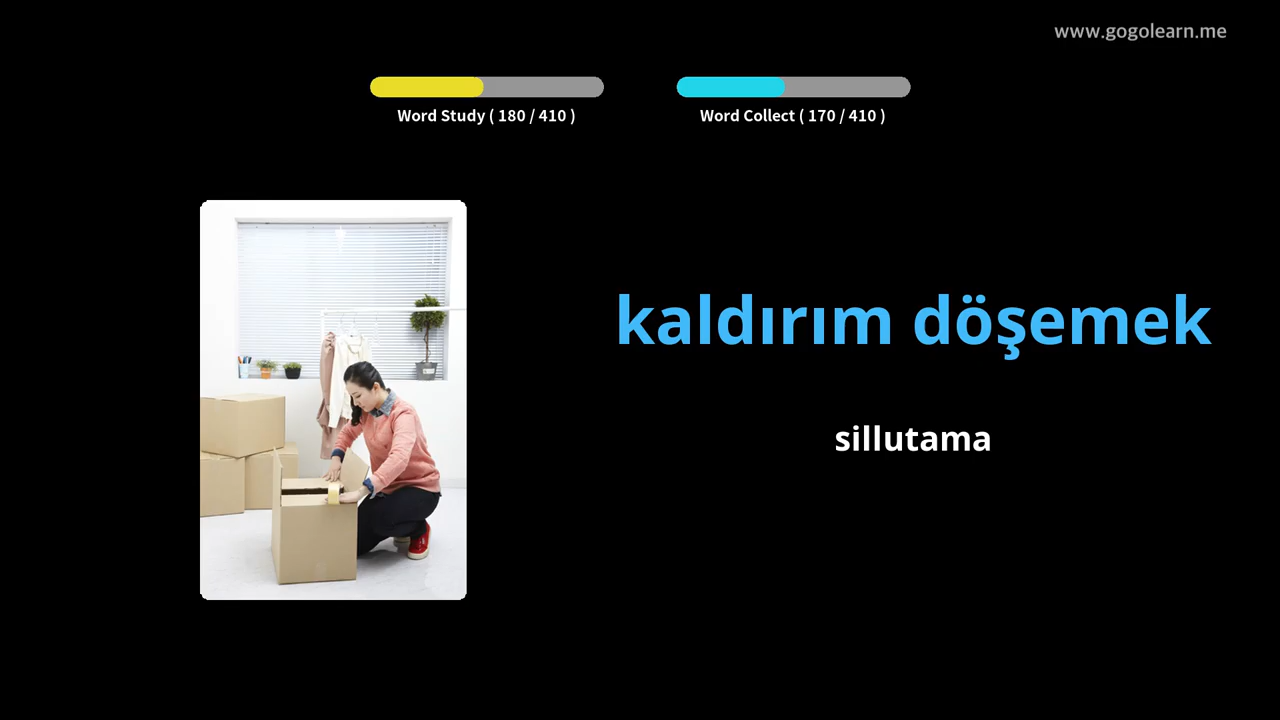 www.gogolearn.me
Word Study ( 180 / 410 )
Word Collect ( 170 / 410 )
kaldırım döşemek
sillutama